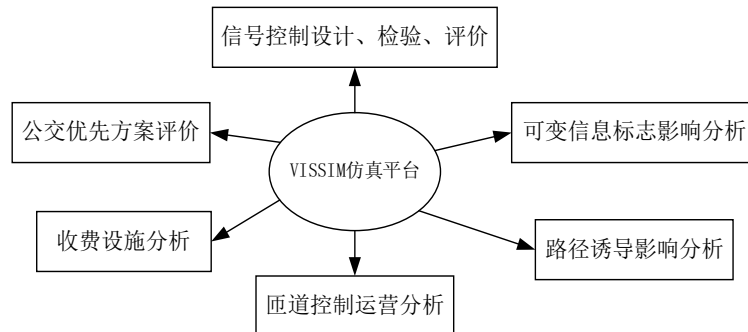 信号控制设计、检验、评价
公交优先方案评价
可变信息标志影响分析
VISSIM仿真平台
收费设施分析
路径诱导影响分析
匝道控制运营分析